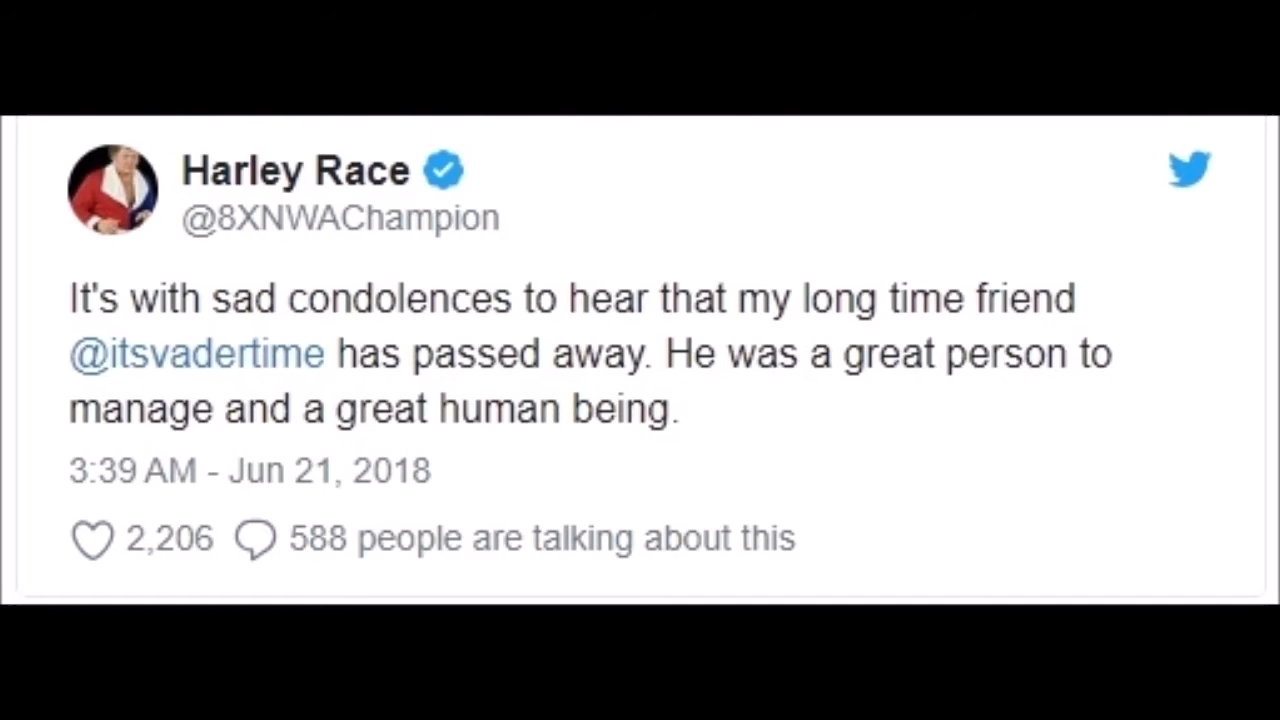 Harley Race
@8XNWAChampion
It's with sad condolences to hear that my long time friend
@itsvadertime has passed away. He was a great person to
manage and a great human being.
3:39 AM - Jun 21, 2018
2,206 588 people are talking about this